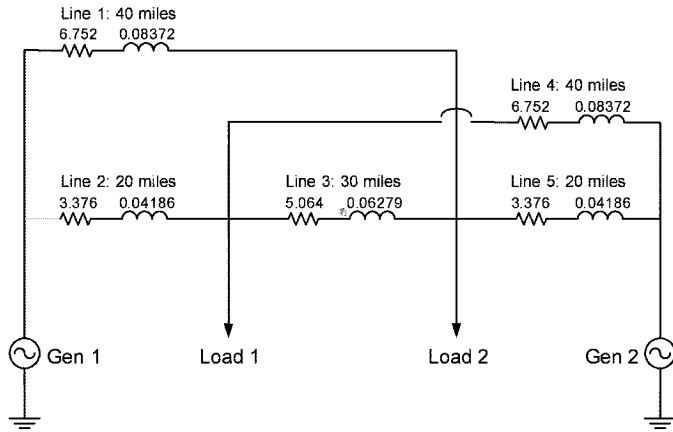 Line 1: 40 miles
6.752 0.08372
Line 4: 40 miles
6.752 0.08372
Line 2: 20 miles
3.376 0.04186
Line 3: 30 miles
5.064 0.06279
Line 5: 20 miles
3.376 0.04186
Gen 1
Load 1
Load 2
Gen 2